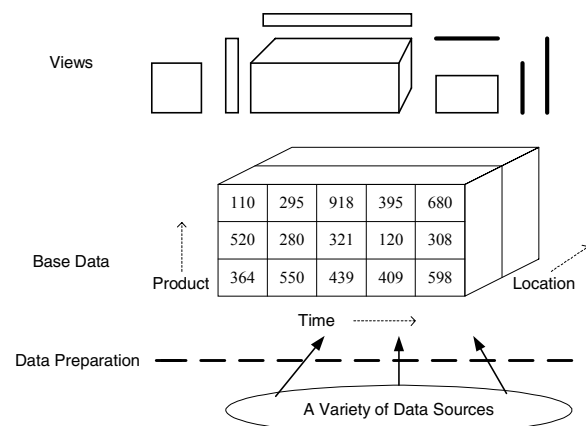 Views
110 295 918 395 680
520 280 321 120 308
Base Data
Product
364 550 439 409 598
Location
Time
Data Preparation
A Variety of Data Sources